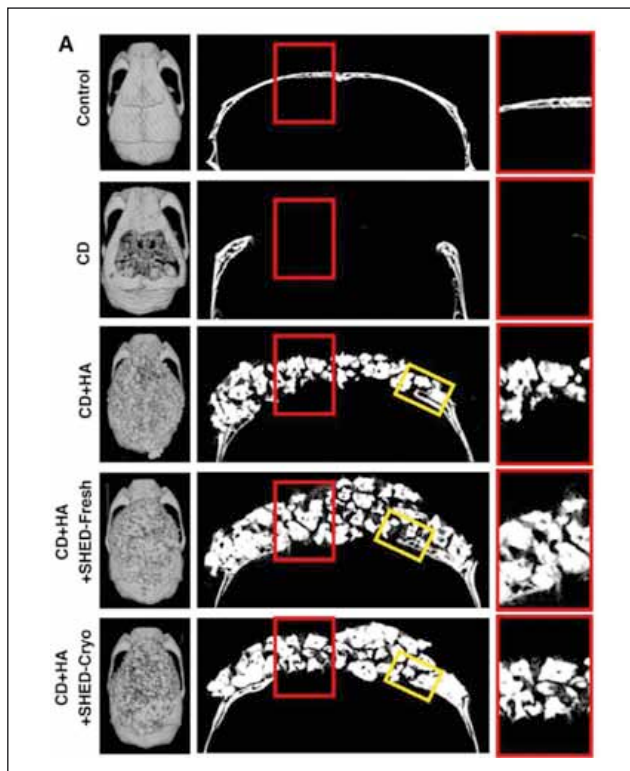 A
Control
CD
CD+HA
CD+HA
+SHED-Fresh
CD+HA
+SHED-Cryo